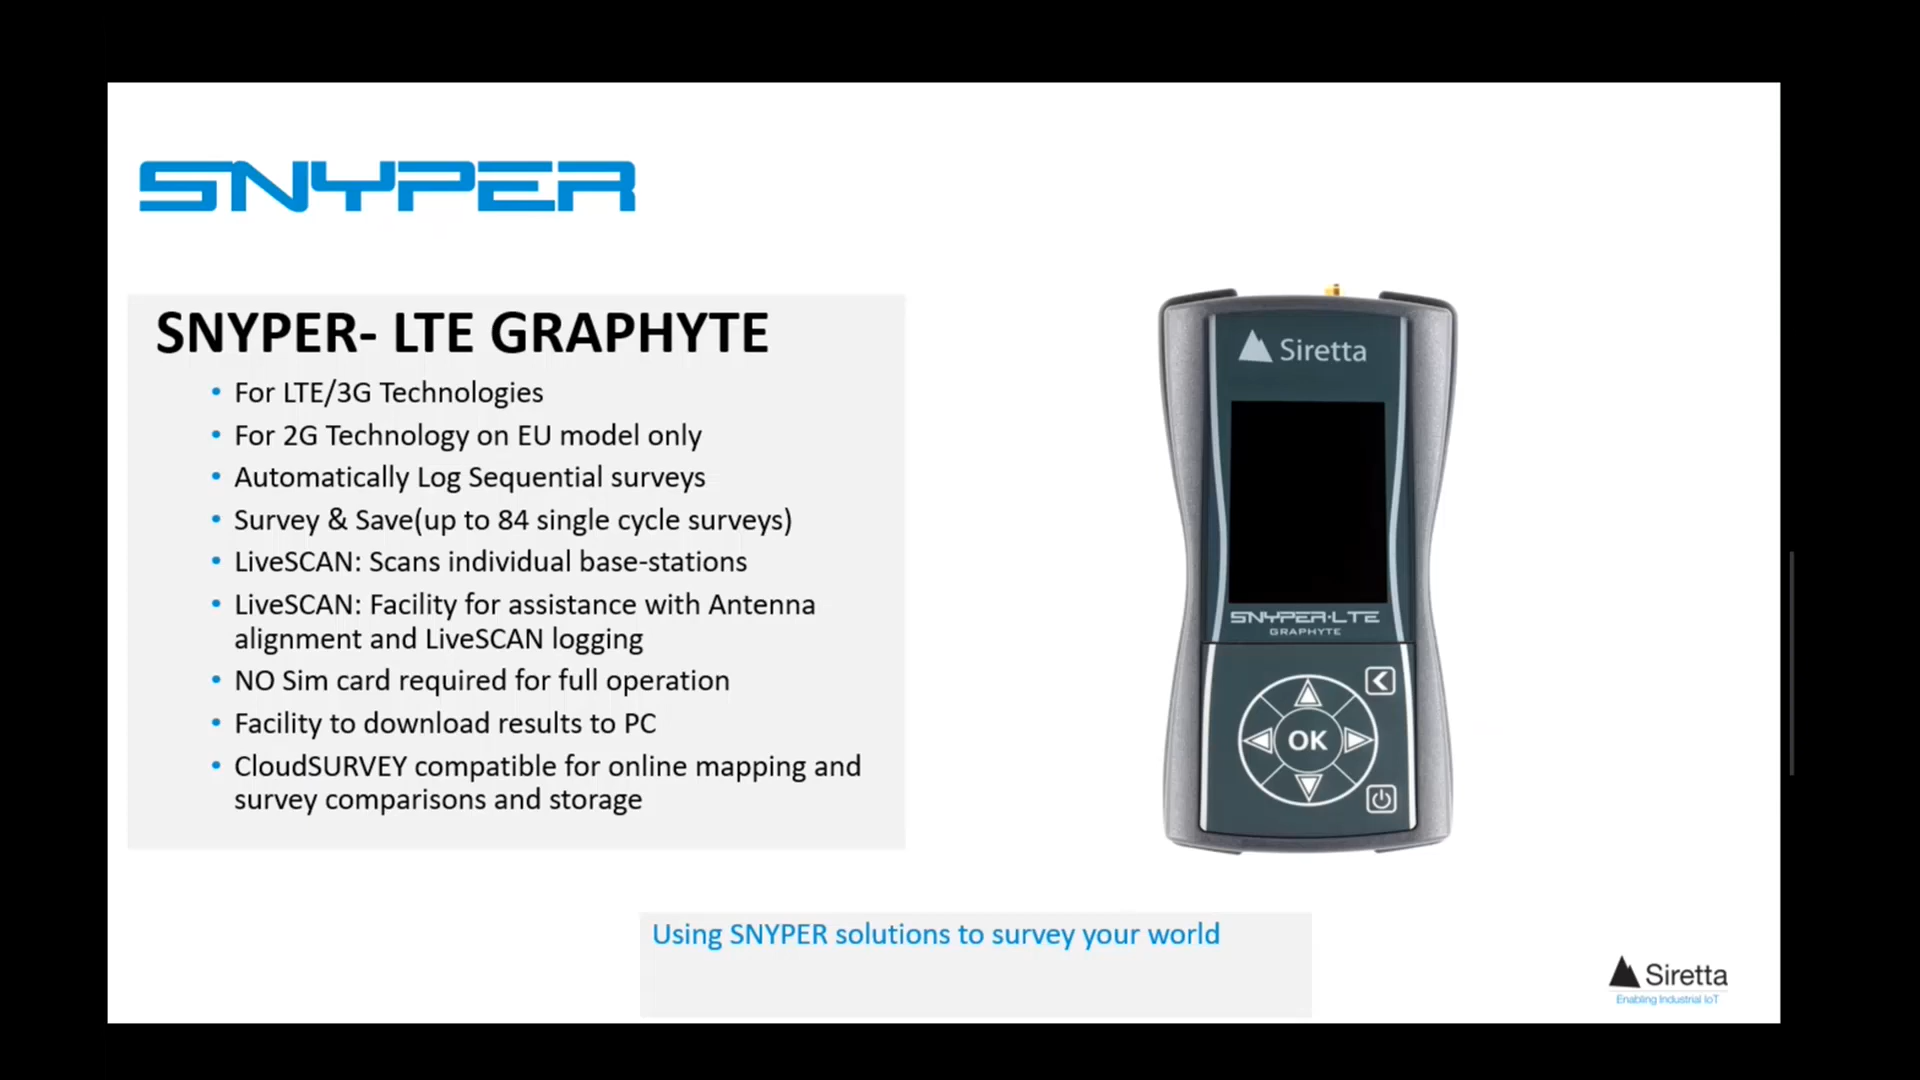 SNYPER
SNYPER- LTE GRAPHYTE
• For LTE/3G Technologies
• For 2G Technology on EU model only
• Automatically Log Sequential surveys
• Survey & Save(up to 84 single cycle surveys)
• LiveSCAN: Scans individual base-stations
• LiveSCAN: Facility for assistance with Antenna
alignment and LiveSCAN logging
• NO Sim card required for full operation
• Facility to download results to PC
• CloudSURVEY compatible for online mapping and
survey comparisons and storage
Siretta
SNYPER·LTE
GRAPHYTE
OK
Using SNYPER solutions to survey your world
Siretta
Enabling Industrial IoT